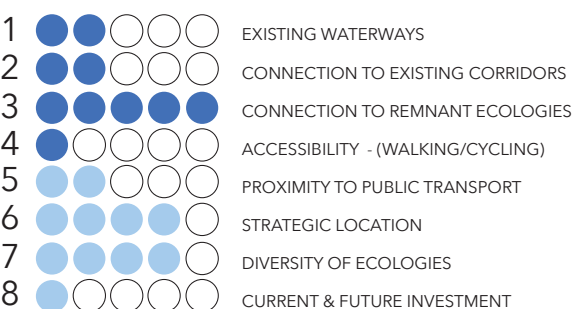 1 EXISTING WATERWAYS
2 CONNECTION TO EXISTING CORRIDORS
3 CONNECTION TO REMNANT ECOLOGIES
4 ACCESSIBILITY - (WALKING/CYCLING)
5 PROXIMITY TO PUBLIC TRANSPORT
6 STRATEGIC LOCATION
7 DIVERSITY OF ECOLOGIES
8 CURRENT & FUTURE INVESTMENT